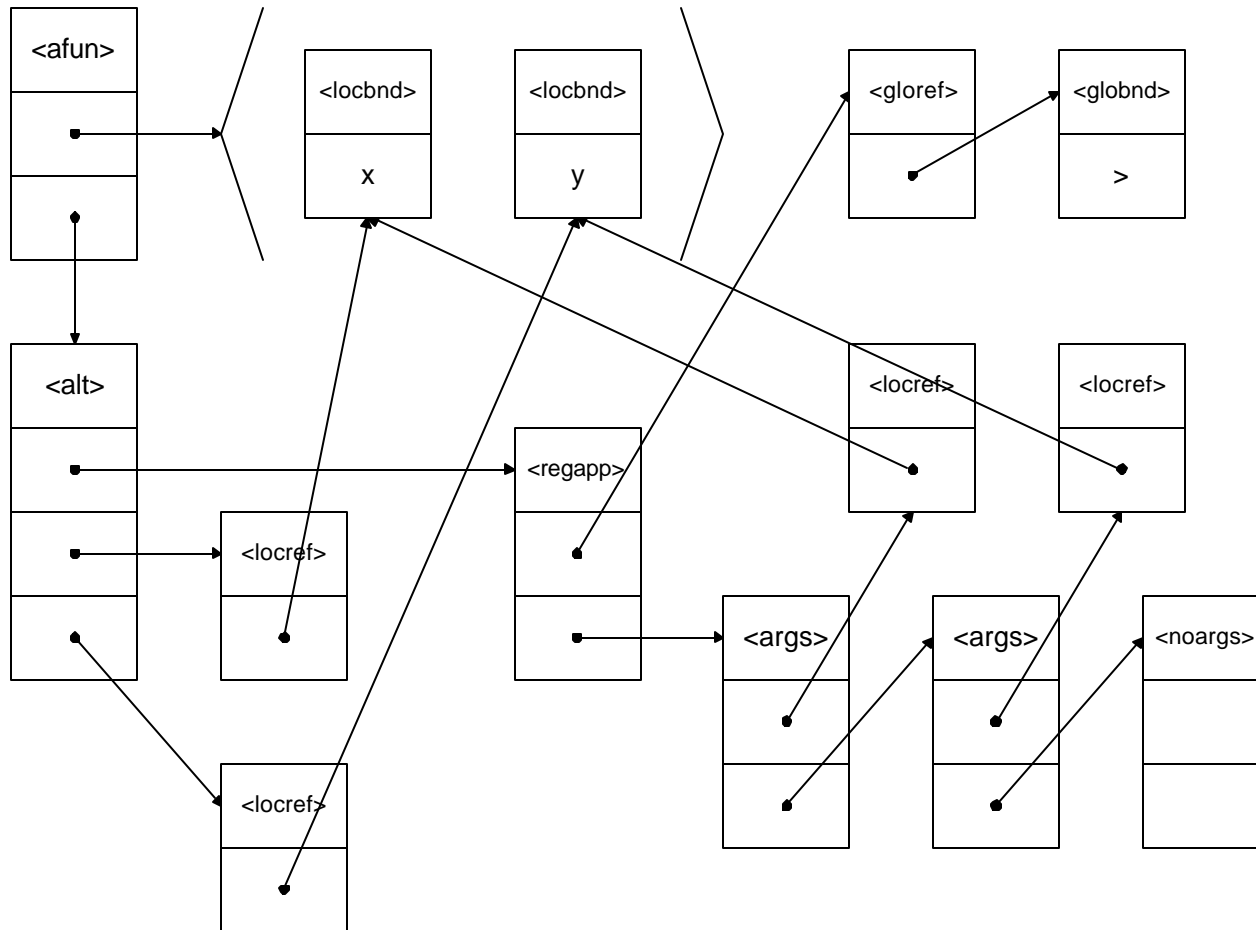 <afun>
<locbnd>
<locbnd>
<gloref>
<globnd>
x
y
>
<alt>
<locref>
<locref>
<regapp>
<locref>
<args>
<args>
<noargs>
<locref>